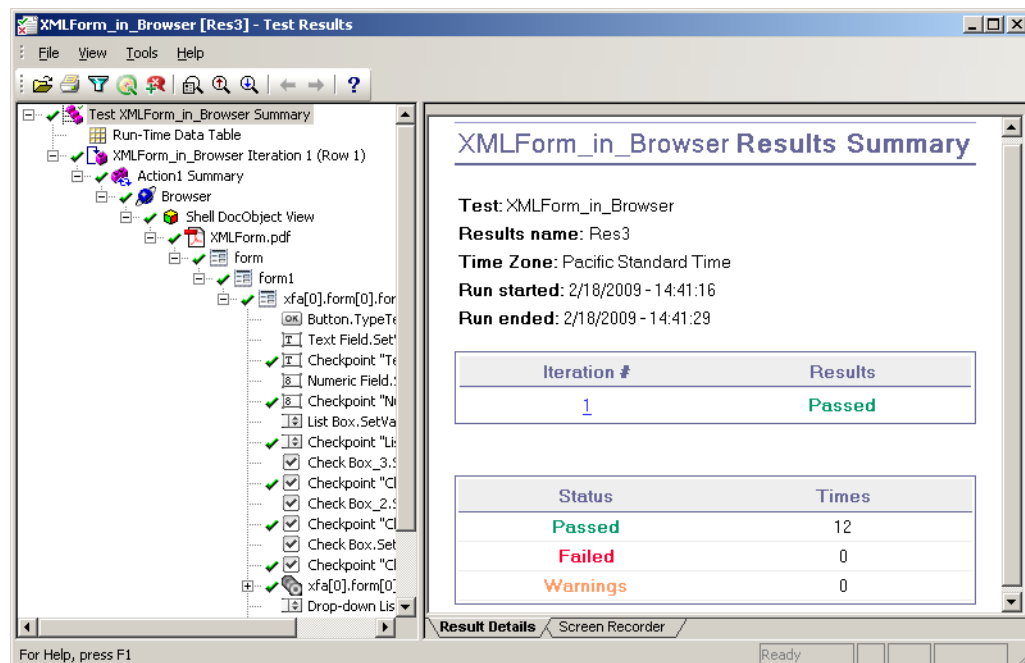 XMLForm_in_Browser [Res3] - Test Results
File View Tools Help
Test XMLForm_in_Browser Summary
Run-Time Data Table
XMLForm_in_Browser Iteration 1 (Row 1)
Action1 Summary
Browser
Shell DocObject View
XMLForm.pdf
form
form1
xfa[0].form[0].for
OK Button.TypeTe
Text Field.Set'
Checkpoint "Te
Numeric Field.S
Checkpoint "Nu
List Box.SetVa
Checkpoint "Lis
Check Box_3.S
Checkpoint "Cl
Check Box_2.S
Checkpoint "Cl
Check Box.Set
Checkpoint "Cl
xfa[0].form[0]
Drop-down Lis
XMLForm_in_Browser Results Summary
Test: XMLForm_in_Browser
Results name: Res3
Time Zone: Pacific Standard Time
Run started: 2/18/2009 - 14:41:16
Run ended: 2/18/2009 - 14:41:29
Iteration # Results
1 Passed
Status Times
Passed 12
Failed 0
Warnings 0
Result Details Screen Recorder
For Help, press F1 Ready